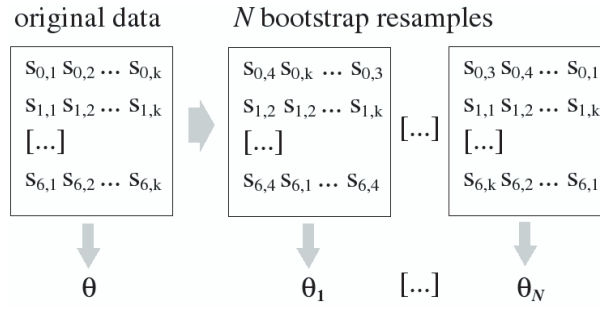 original data
N bootstrap resamples
s0,1 s0,2 ... s0,k
s1,1 s1,2 ... s1,k
[...]
s6,1 s6,2 ... s6,k
s0,4 s0,k ... s0,3
s1,2 s1,2 ... s1,k
[...]
s6,4 s6,1 ... s6,4
[...]
s0,3 s0,4 ... s0,1
s1,1 s1,2 ... s1,k
[...]
s6,k s6,2 ... s6,1
θ
θ1
[...]
θN